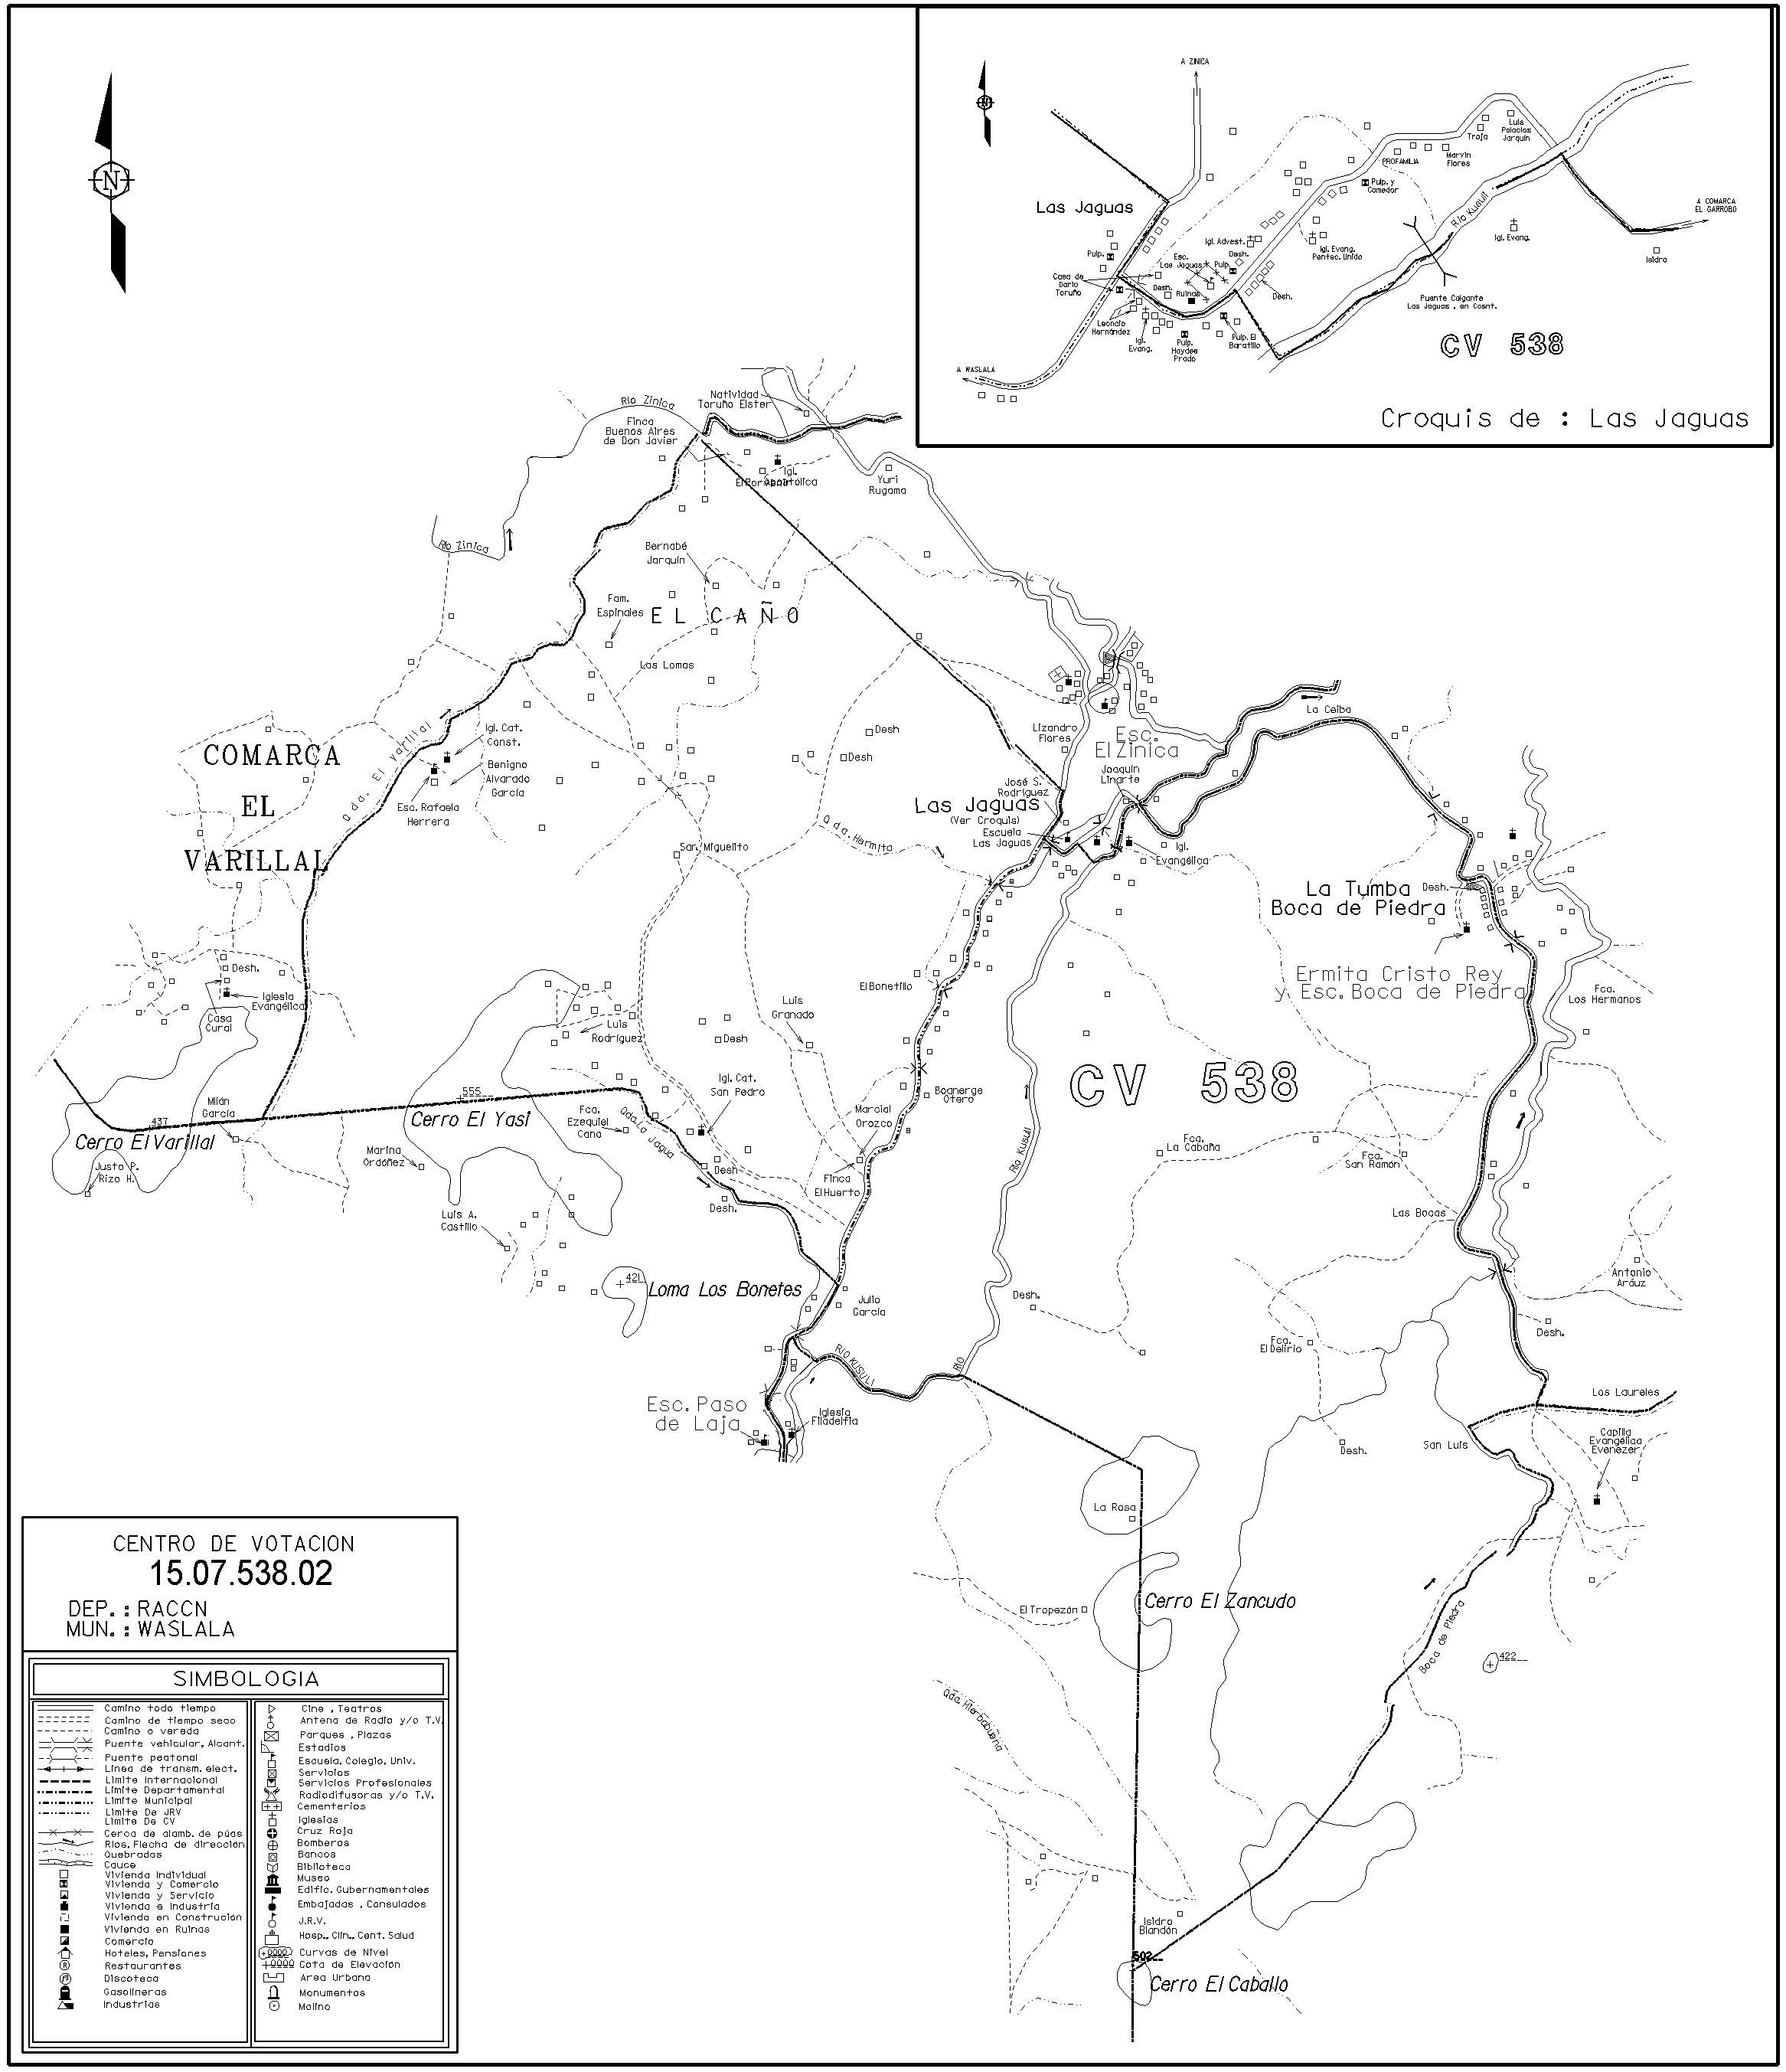 A ZINICA
N
Luis
Palacios
Jarquín
Troja
Marvin
Flores
PROFAMILIA
Pulp. y
Comedor
Río Kusulí
A COMARCA
EL GARROBO
Las Jaguas
Igl. Advest.
Igl. Evang.
Pentec. Unido
Igl. Evang.
Isidro
Pulp.
Esc.
Las Jaguas
Pulp.
Desh.
Casa de
Darío
Toruño
Desh.
Ruinas
Desh.
Puente Colgante
Las Jaguas , en Const.
Leoncio
Hernández
Igl.
Evang.
Pulp.
Haydee
Prado
Pulp. El
Baratillo
CV 538
A WASLALA
Croquis de : Las Jaguas
N
Río Zinica
Natividad
Toruño Elster
Finca
Buenos Aires
de Don Javier
Igl.
Apostólica
El Porvenir
Yuri
Rugama
Río Zinica
Bernabé
Jarquín
Fam.
Espinales
EL CAÑO
Las Lomas
La Ceiba
Lizandro
Flores
Esc.
El Zinica
Desh
Desh
COMARCA
EL
VARILLAL
Qda. El Varillal
Igl. Cat.
Const.
Benigno
Alvarado
García
Esc. Rafaela
Herrera
Joaquín
Linarte
José S.
Rodríguez
Las Jaguas
(Ver Croquis)
Escuela
Las Jaguas
Igl.
Evangélica
Qda. Hermita
San Miguelito
La Tumba
Boca de Piedra
Desh.
Ermita Cristo Rey
y Esc. Boca de Piedra
Fca.
Los Hermanos
Desh.
Iglesia
Evangélica
Casa
Cural
El Bonetillo
Luis
Granado
Luis
Rodríguez
Desh
CV 538
Igl. Cat.
San Pedro
Boanerge
Otero
Marcial
Orozco
555
Cerro El Yasi
Fca.
Ezequiel
Cano
Qda. La Jagua
Milán
García
437
Cerro El Varillal
Justo P.
Rizo H.
Marina
Ordóñez
Río Kusulí
Fca.
La Cabaña
Fca.
San Ramón
Desh
Desh.
Finca
El Huerto
Luis A.
Castillo
Las Bocas
Antonio
Aráuz
Loma Los Bonetes
Julio
García
Desh.
Desh.
Fca.
El Delirio
RIO KUSULI
RIO
Esc. Paso
de Laja
Iglesia
Filadelfia
Los Laureles
San Luis
Desh.
Capilla
Evangélica
Evenezer
La Rosa
Cerro El Zancudo
El Tropezón
Boca de Piedra
422
Qda. Hierbabuena
Isidro
Blandón
502
Cerro El Caballo
CENTRO DE VOTACION
15.07.538.02
DEP. : RACCN
MUN. : WASLALA
SIMBOLOGIA
Camino todo tiempo
Camino de tiempo seco
Camino o vereda
Puente vehicular, Alcant.
Puente peatonal
Línea de transm. elect.
Límite Internacional
Límite Departamental
Límite Municipal
Límite De JRV
Límite De CV
Cerca de alamb. de púas
Ríos, Flecha de dirección
Quebradas
Cauce
Vivienda Individual
Vivienda y Comercio
Vivienda y Servicio
Vivienda e Industria
Vivienda en Construción
Vivienda en Ruinas
Comercio
Hoteles, Pensiones
Restaurantes
Discoteca
Gasolineras
Industrias
Cine , Teatros
Antena de Radio y/o T.V.
Parques , Plazas
Estadios
Escuela, Colegio, Univ.
Servicios
Servicios Profesionales
Radiodifusoras y/o T.V.
Cementerios
Iglesias
Cruz Roja
Bomberos
Bancos
Biblioteca
Museo
Edific. Gubernamentales
Embajadas , Consulados
J.R.V.
Hosp., Clín., Cent. Salud
Curvas de Nivel
Cota de Elevación
Area Urbana
Monumentos
Molino